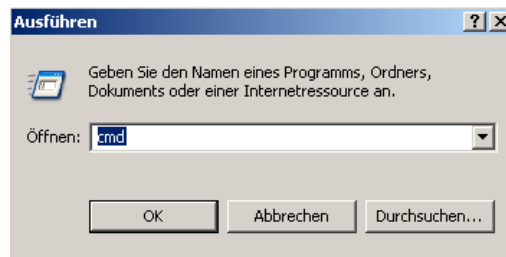 Ausführen
Geben Sie den Namen eines Programms, Ordners,
Dokuments oder einer Internetressource an.
Öffnen: cmd
OK Abbrechen Durchsuchen...